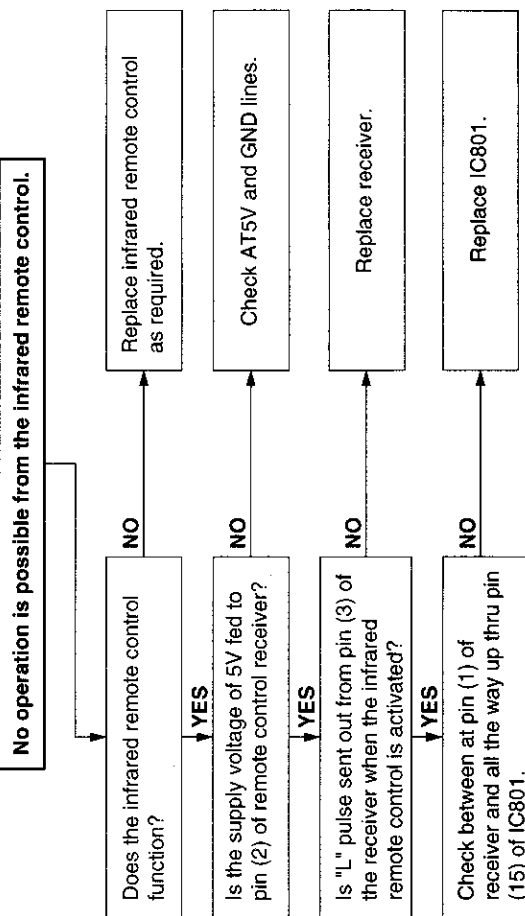 No operation is possible from the infrared remote control.
Does the infrared remote control
function?
NO
Replace infrared remote control
as required.
YES
Is the supply voltage of 5V fed to
pin (2) of remote control receiver?
NO
Check AT5V and GND lines.
YES
Is "L" pulse sent out from pin (3) of
the receiver when the infrared
remote control is activated?
NO
Replace receiver.
YES
Check between at pin (1) of
receiver and all the way up thru pin
(15) of IC801.
NO
Replace IC801.